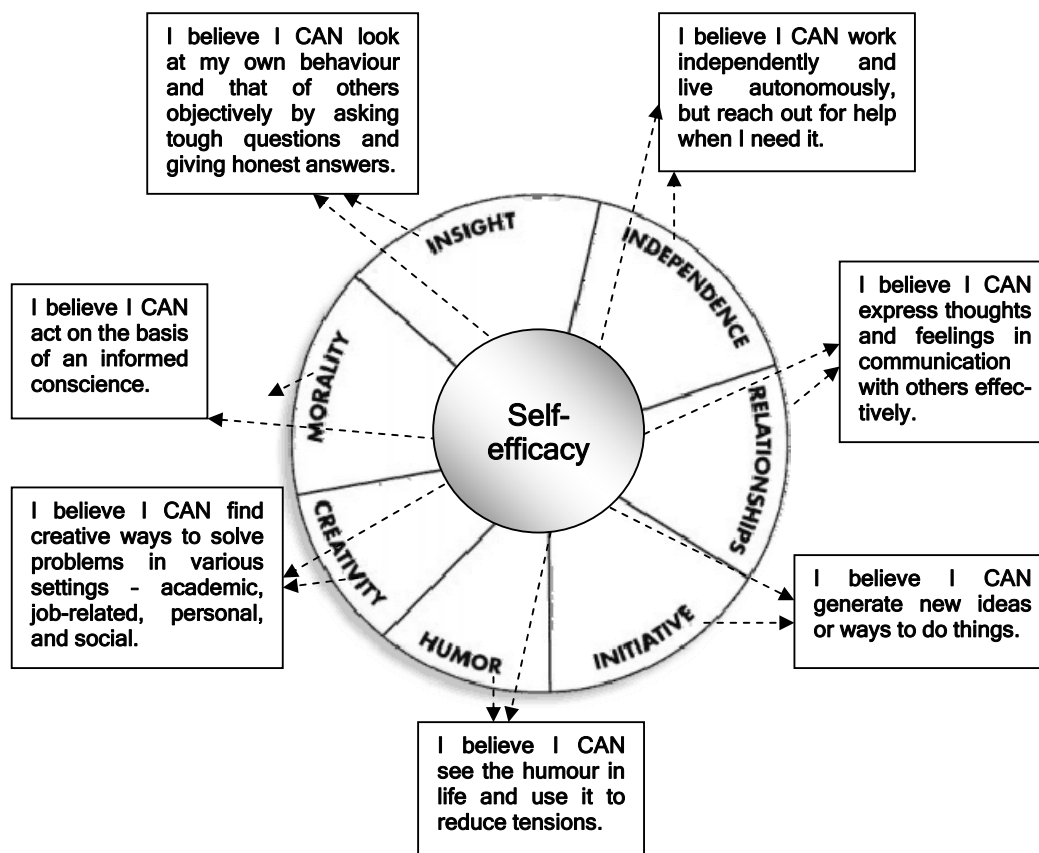 I believe I CAN look
at my own behaviour
and that of others
objectively by asking
tough questions and
giving honest answers.
I believe I CAN work
independently and
live autonomously,
but reach out for help
when I need it.
INSIGHT
INDEPENDENCE
I believe I CAN
express thoughts
and feelings in
communication
with others effec-
tively.
I believe I CAN
act on the basis
of an informed
conscience.
MORALITY
Self-
efficacy
RELATIONSHIPS
I believe I CAN find
creative ways to solve
problems in various
settings - academic,
job-related, personal,
and social.
CREATIVITY
HUMOR
INITIATIVE
I believe I CAN
generate new ideas
or ways to do things.
I believe I CAN
see the humour in
life and use it to
reduce tensions.